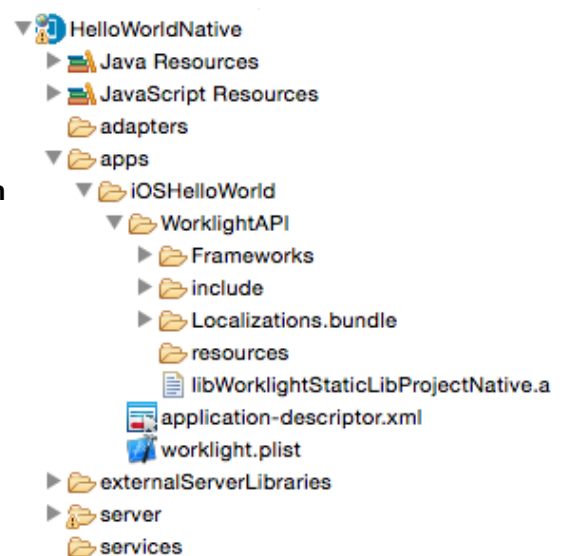 HelloWorldNative
Java Resources
JavaScript Resources
adapters
apps
n
iOSHelloWorld
WorklightAPI
Frameworks
include
Localizations.bundle
resources
libWorklightStaticLibProjectNative.a
application-descriptor.xml
worklight.plist
externalServerLibraries
server
services